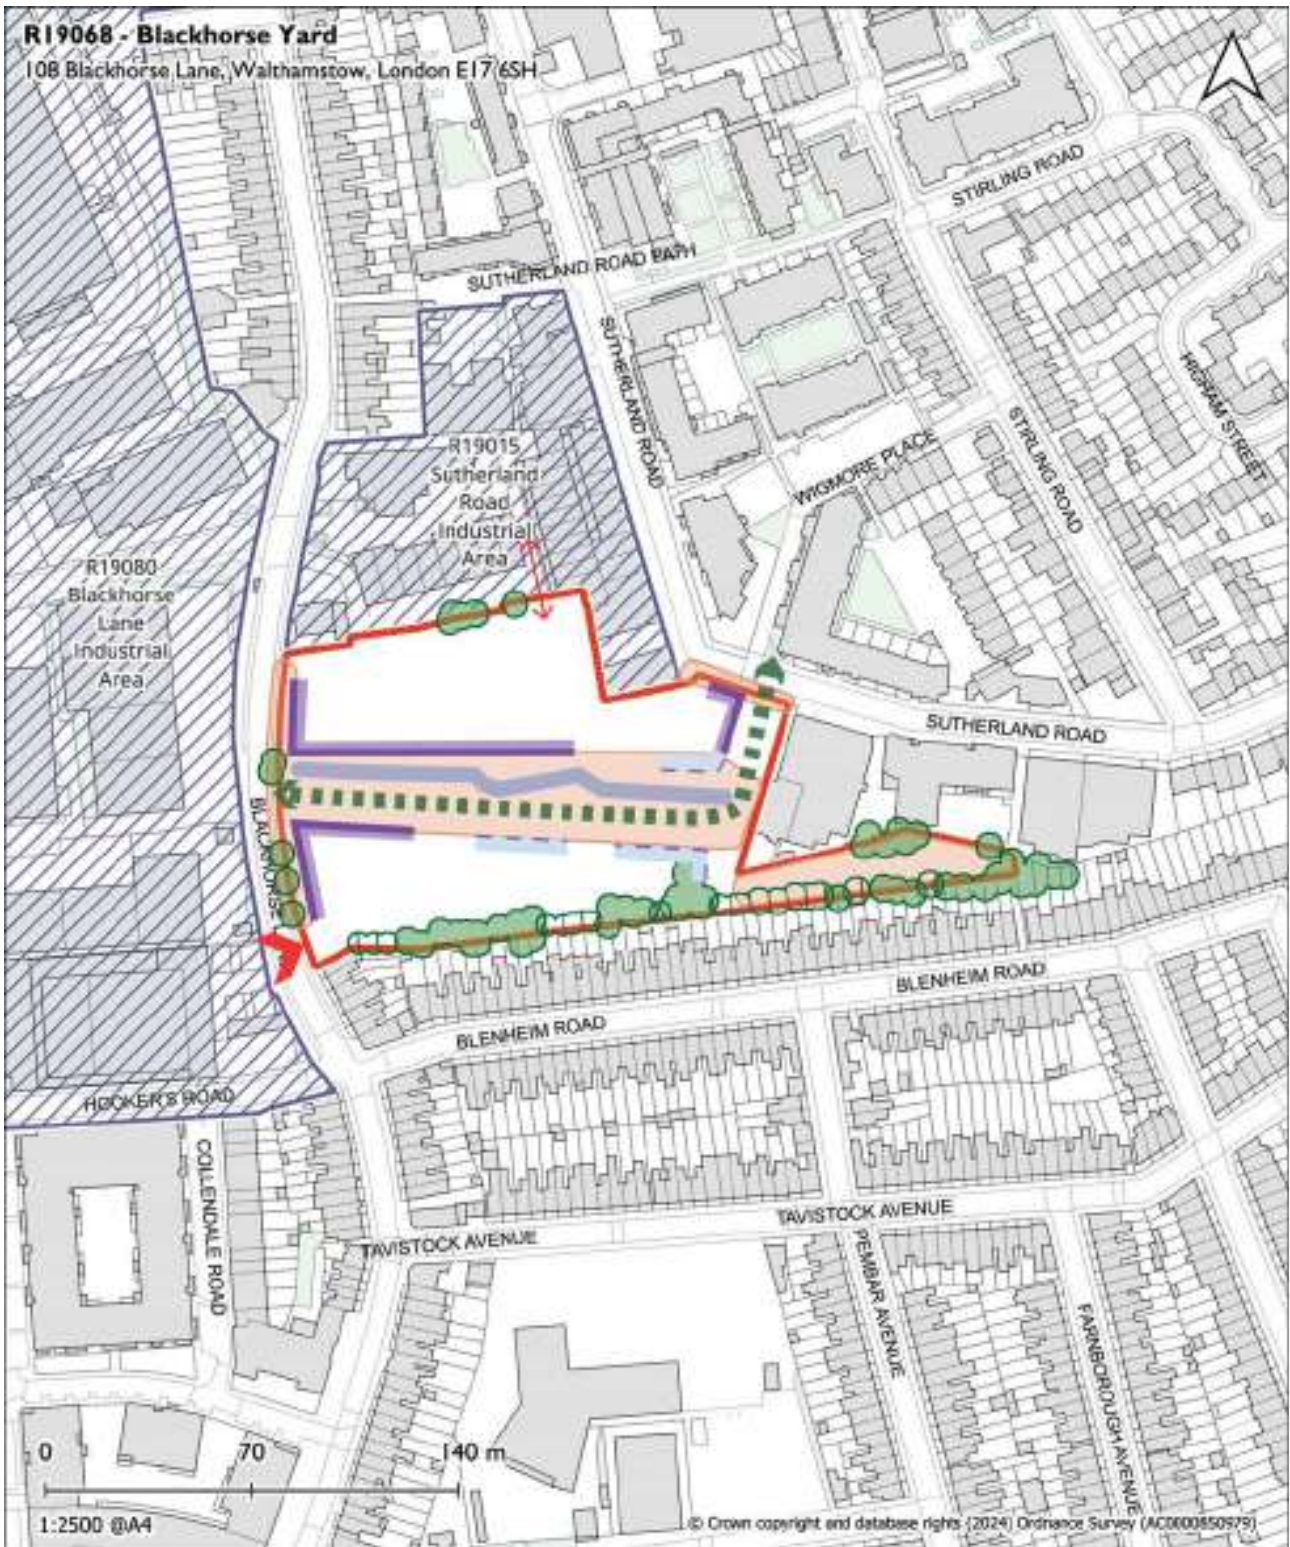 R19068 - Blackhorse Yard
108 Blackhorse Lane, Walthamstow, London E17 6SH
STIRLING ROAD
SUTHERLAND ROAD PATH
SUTHERLAND ROAD
HIGHAM STREET
STIRLING ROAD
WIGMORE PLACE
R19015
Sutherland
Road
Industrial
Area
R19080
Blackhorse
Lane
Industrial
Area
SUTHERLAND ROAD
BLACKHORSE
BLENHEIM ROAD
BLENHEIM ROAD
HOOKER'S ROAD
COLLENDALE ROAD
TAVISTOCK AVENUE
TAVISTOCK AVENUE
PEMBAR AVENUE
FARNBOROUGH AVENUE
0 70 140 m
1:2500 @A4
© Crown copyright and database rights (2024) Ordnance Survey (AC0000850979)